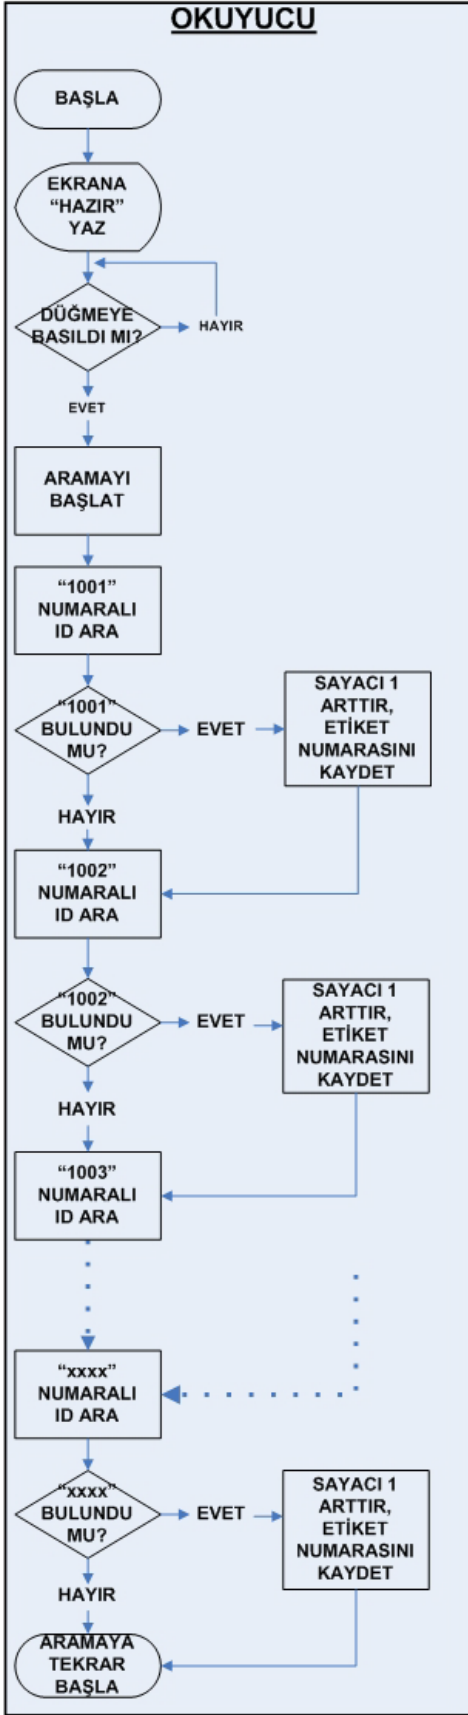 OKUYUCU
BAŞLA
EKRANA
“HAZIR”
YAZ
DÜĞMEYE
BASILDI MI?
HAYIR
EVET
ARAMAYI
BAŞLAT
“1001”
NUMARALI
ID ARA
“1001”
BULUNDU
MU?
EVET
SAYACI 1
ARTTIR,
ETİKET
NUMARASINI
KAYDET
HAYIR
“1002”
NUMARALI
ID ARA
“1002”
BULUNDU
MU?
EVET
SAYACI 1
ARTTIR,
ETİKET
NUMARASINI
KAYDET
HAYIR
“1003”
NUMARALI
ID ARA
“xxxx”
NUMARALI
ID ARA
“xxxx”
BULUNDU
MU?
EVET
SAYACI 1
ARTTIR,
ETİKET
NUMARASINI
KAYDET
HAYIR
ARAMAYA
TEKRAR
BAŞLA